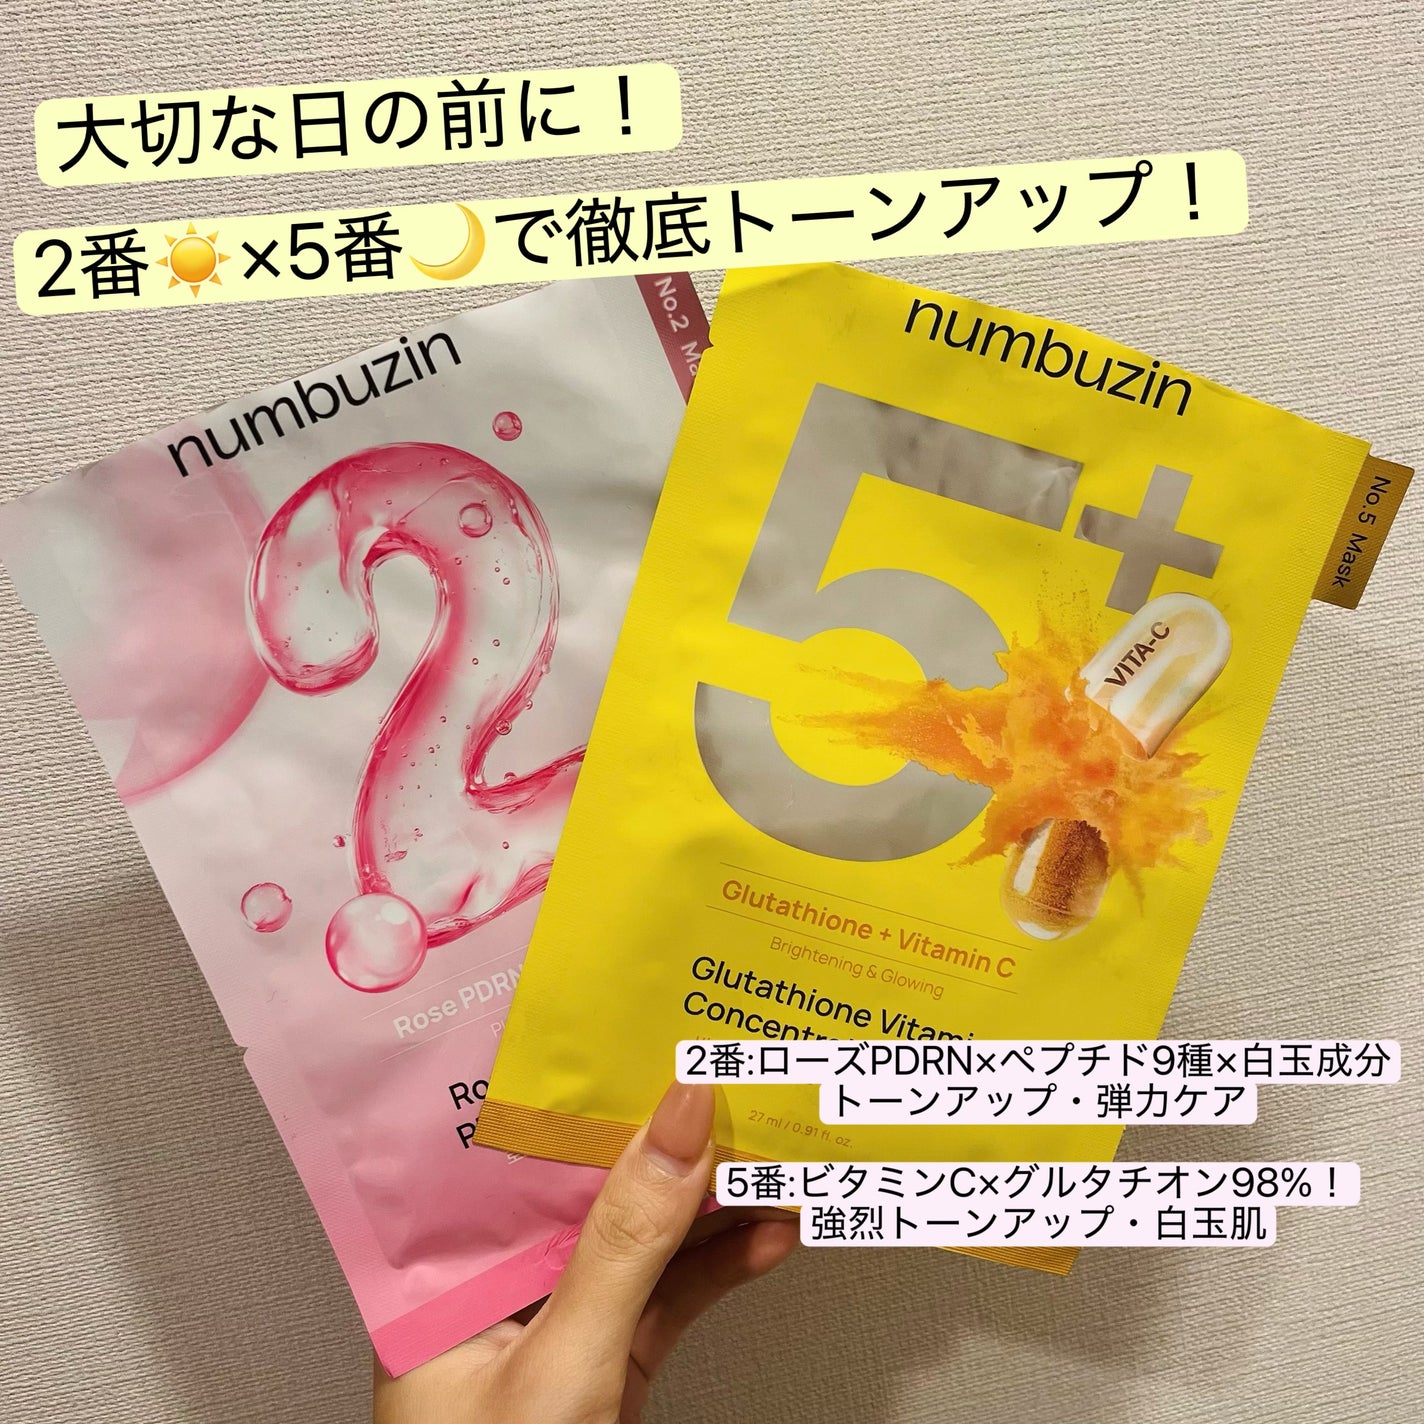 大切な日の前に！
2番☀️×5番🌙で徹底トーンアップ！
No.2
numbuzin
numbuzin
No.5 Mask
VITA-C
Glutathione + Vitamin C
Brightening & Glowing
Glutathione
Rose PDRN
27 ml / 0.91 fl. oz.
2番:ローズPDRN×ペプチド9種×白玉成分
トーンアップ・弾力ケア
5番:ビタミンC×グルタチオン98%！
強烈トーンアップ・白玉肌